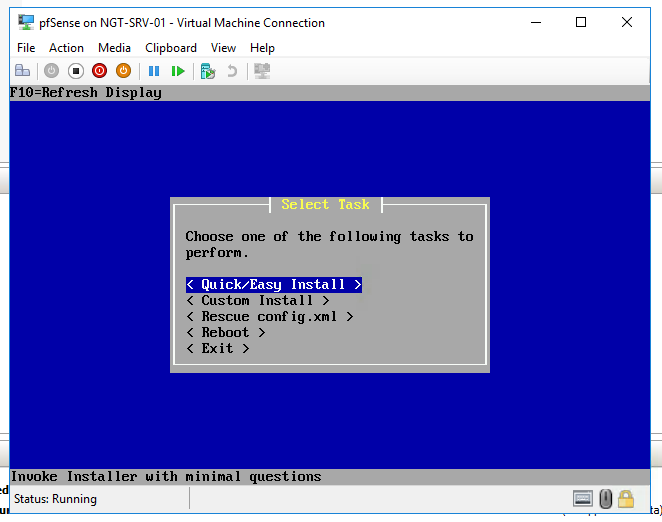 pfSense on NGT-SRV-01 - Virtual Machine Connection
File Action Media Clipboard View Help
F10=Refresh Display
Select Task
Choose one of the following tasks to
perform.
< Quick/Easy Install >
< Custom Install >
< Rescue config.xml >
< Reboot >
< Exit >
Invoke Installer with minimal questions
Status: Running